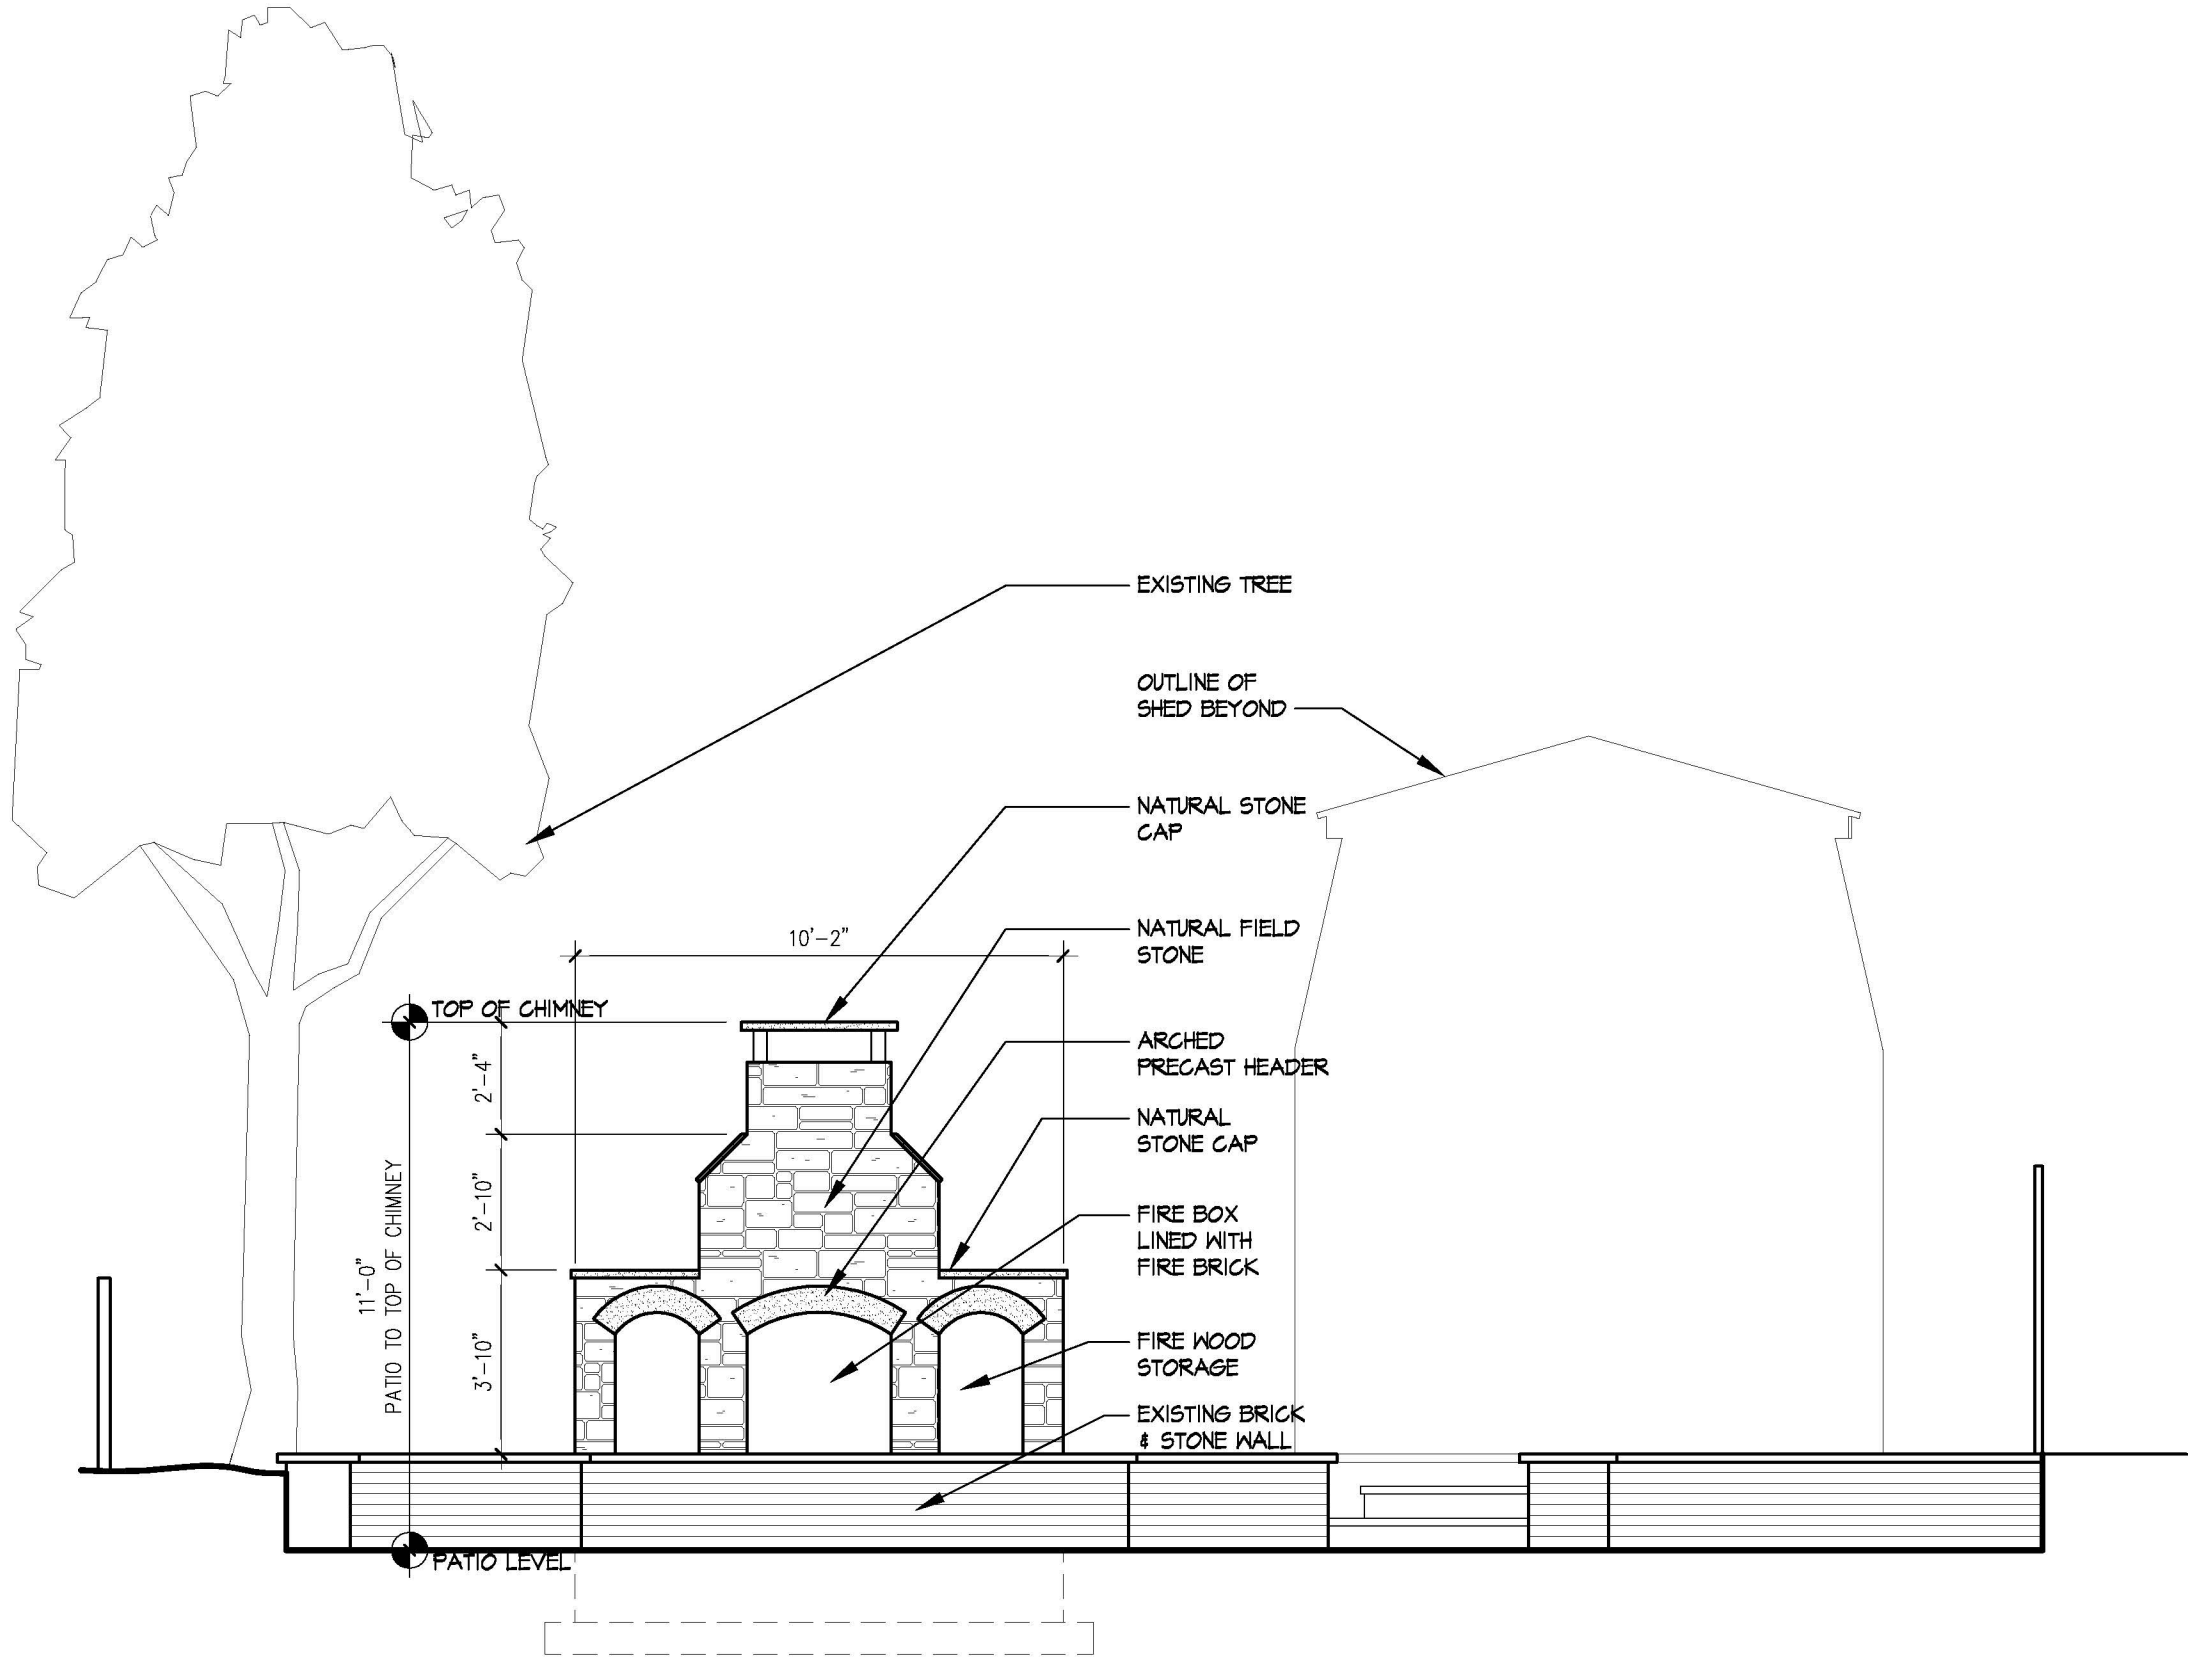 EXISTING TREE
OUTLINE OF
SHED BEYOND
NATURAL STONE
CAP
NATURAL FIELD
STONE
10'-2"
TOP OF CHIMNEY
ARCHED
PRECAST HEADER
2'-4"
NATURAL
STONE CAP
2'-10"
11'-0"
PATIO TO TOP OF CHIMNEY
FIRE BOX
LINED WITH
FIRE BRICK
3'-10"
FIRE WOOD
STORAGE
EXISTING BRICK
& STONE WALL
PATIO LEVEL